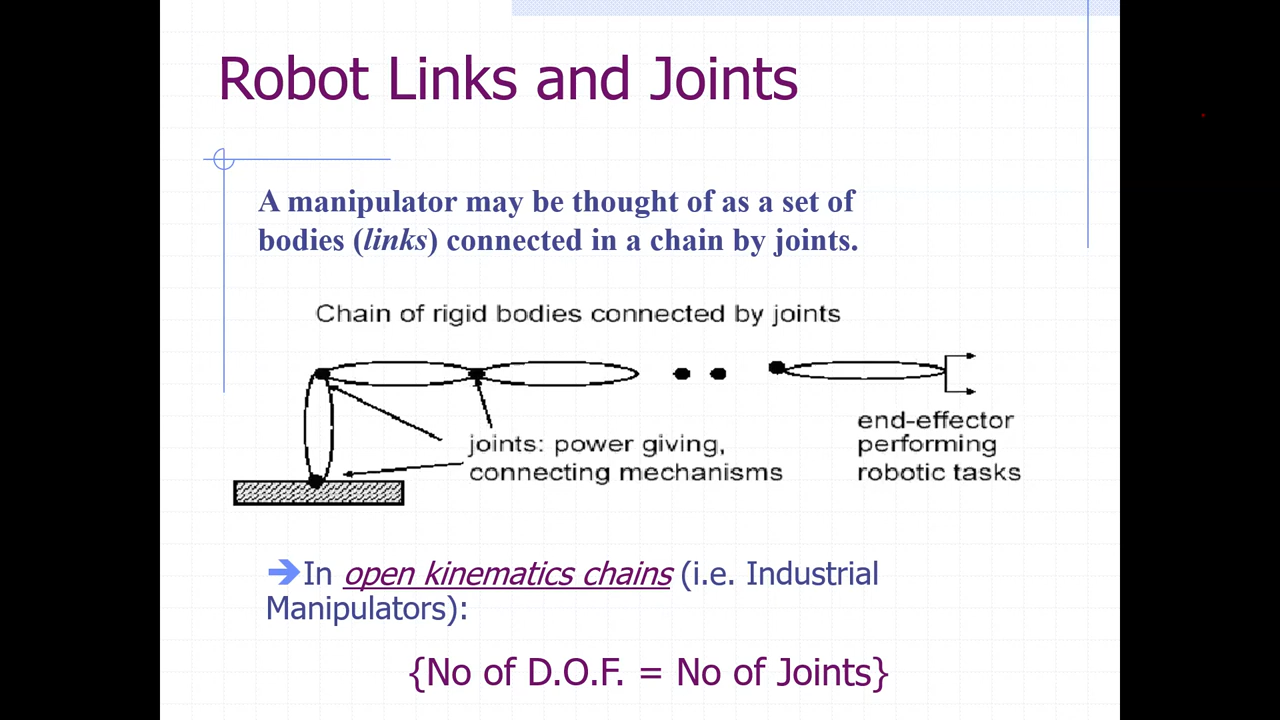 Robot Links and Joints
A manipulator may be thought of as a set of
bodies (links) connected in a chain by joints.
Chain of rigid bodies connected by joints
joints: power giving,
connecting mechanisms
end-effector
performing
robotic tasks
➔In open kinematics chains (i.e. Industrial
Manipulators):
{No of D.O.F. = No of Joints}